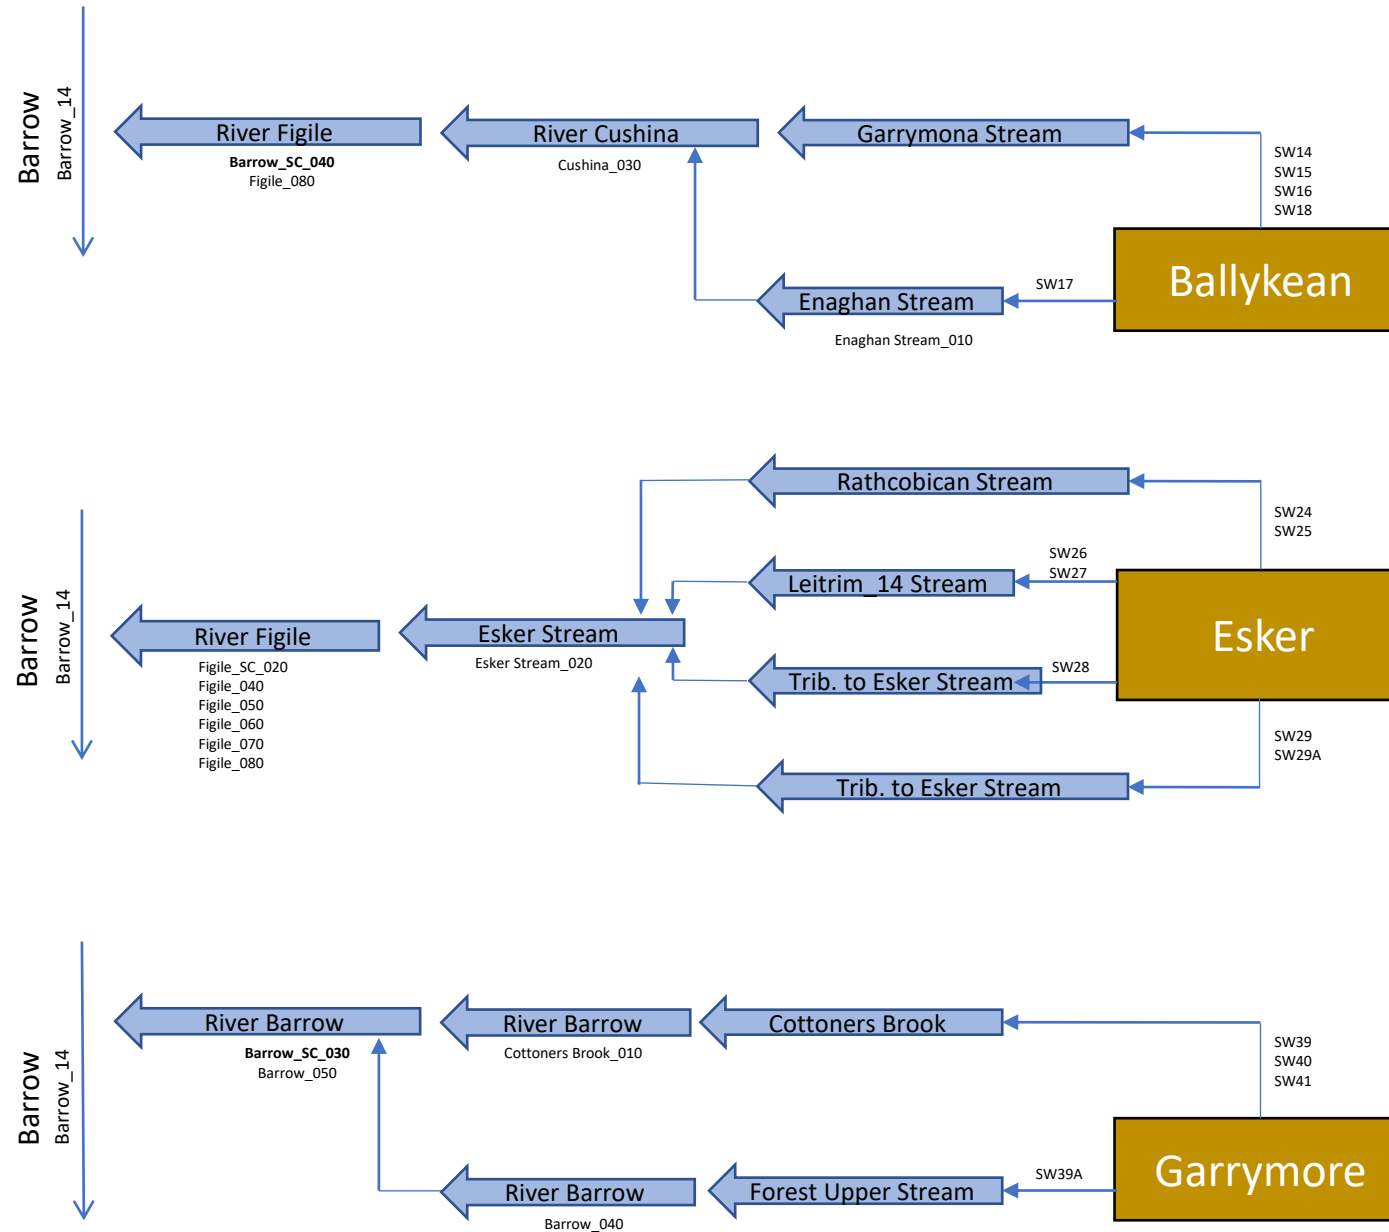 Barrow
Barrow_14
River Figile
Barrow_SC_040
Figile_080
River Cushina
Cushina_030
Garrymona Stream
SW14
SW15
SW16
SW18
Ballykean
SW17
Enaghan Stream
Enaghan Stream_010
Barrow
Barrow_14
River Figile
Figile_SC_020
Figile_040
Figile_050
Figile_060
Figile_070
Figile_080
Esker Stream
Esker Stream_020
Rathcobican Stream
SW24
SW25
Leitrim_14 Stream
SW26
SW27
Esker
Trib. to Esker Stream
SW28
Trib. to Esker Stream
SW29
SW29A
Barrow
Barrow_14
River Barrow
Barrow_SC_030
Barrow_050
River Barrow
Cottoners Brook_010
Cottoners Brook
SW39
SW40
SW41
Garrymore
River Barrow
Barrow_040
Forest Upper Stream
SW39A